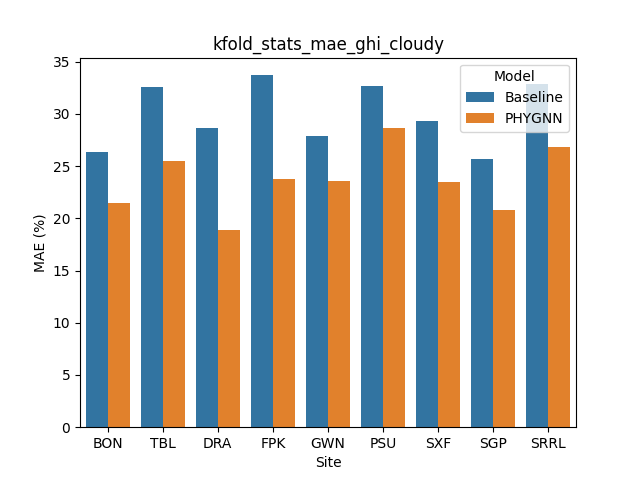 kfold_stats_mae_ghi_cloudy
MAE (%)
35
30
25
20
15
10
5
0
Model
Baseline
PHYGNN
BON TBL DRA FPK GWN PSU SXF SGP SRRL
Site